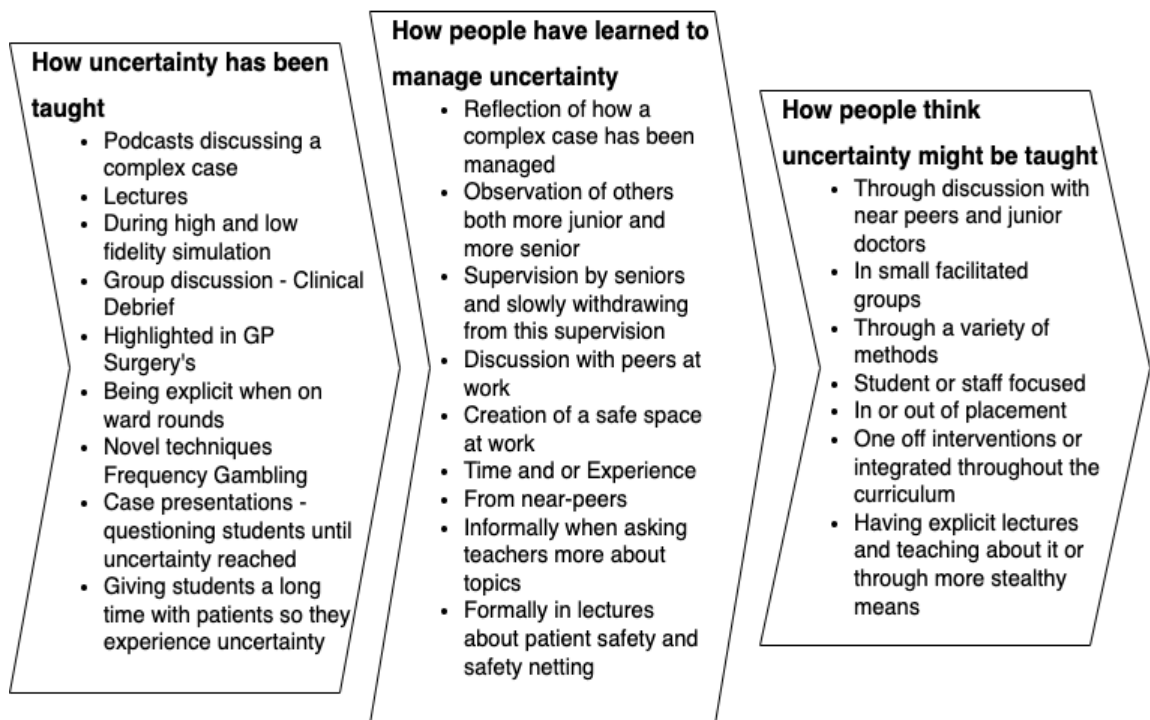 How uncertainty has been
taught
• Podcasts discussing a
complex case
• Lectures
• During high and low
fidelity simulation
• Group discussion - Clinical
Debrief
• Highlighted in GP
Surgery's
• Being explicit when on
ward rounds
• Novel techniques
Frequency Gambling
• Case presentations -
questioning students until
uncertainty reached
• Giving students a long
time with patients so they
experience uncertainty
How people have learned to
manage uncertainty
• Reflection of how a
complex case has been
managed
• Observation of others
both more junior and
more senior
• Supervision by seniors
and slowly withdrawing
from this supervision
• Discussion with peers at
work
• Creation of a safe space
at work
• Time and or Experience
• From near-peers
• Informally when asking
teachers more about
topics
• Formally in lectures
about patient safety and
safety netting
How people think
uncertainty might be taught
• Through discussion with
near peers and junior
doctors
• In small facilitated
groups
• Through a variety of
methods
• Student or staff focused
• In or out of placement
• One off interventions or
integrated throughout the
curriculum
• Having explicit lectures
and teaching about it or
through more stealthy
means